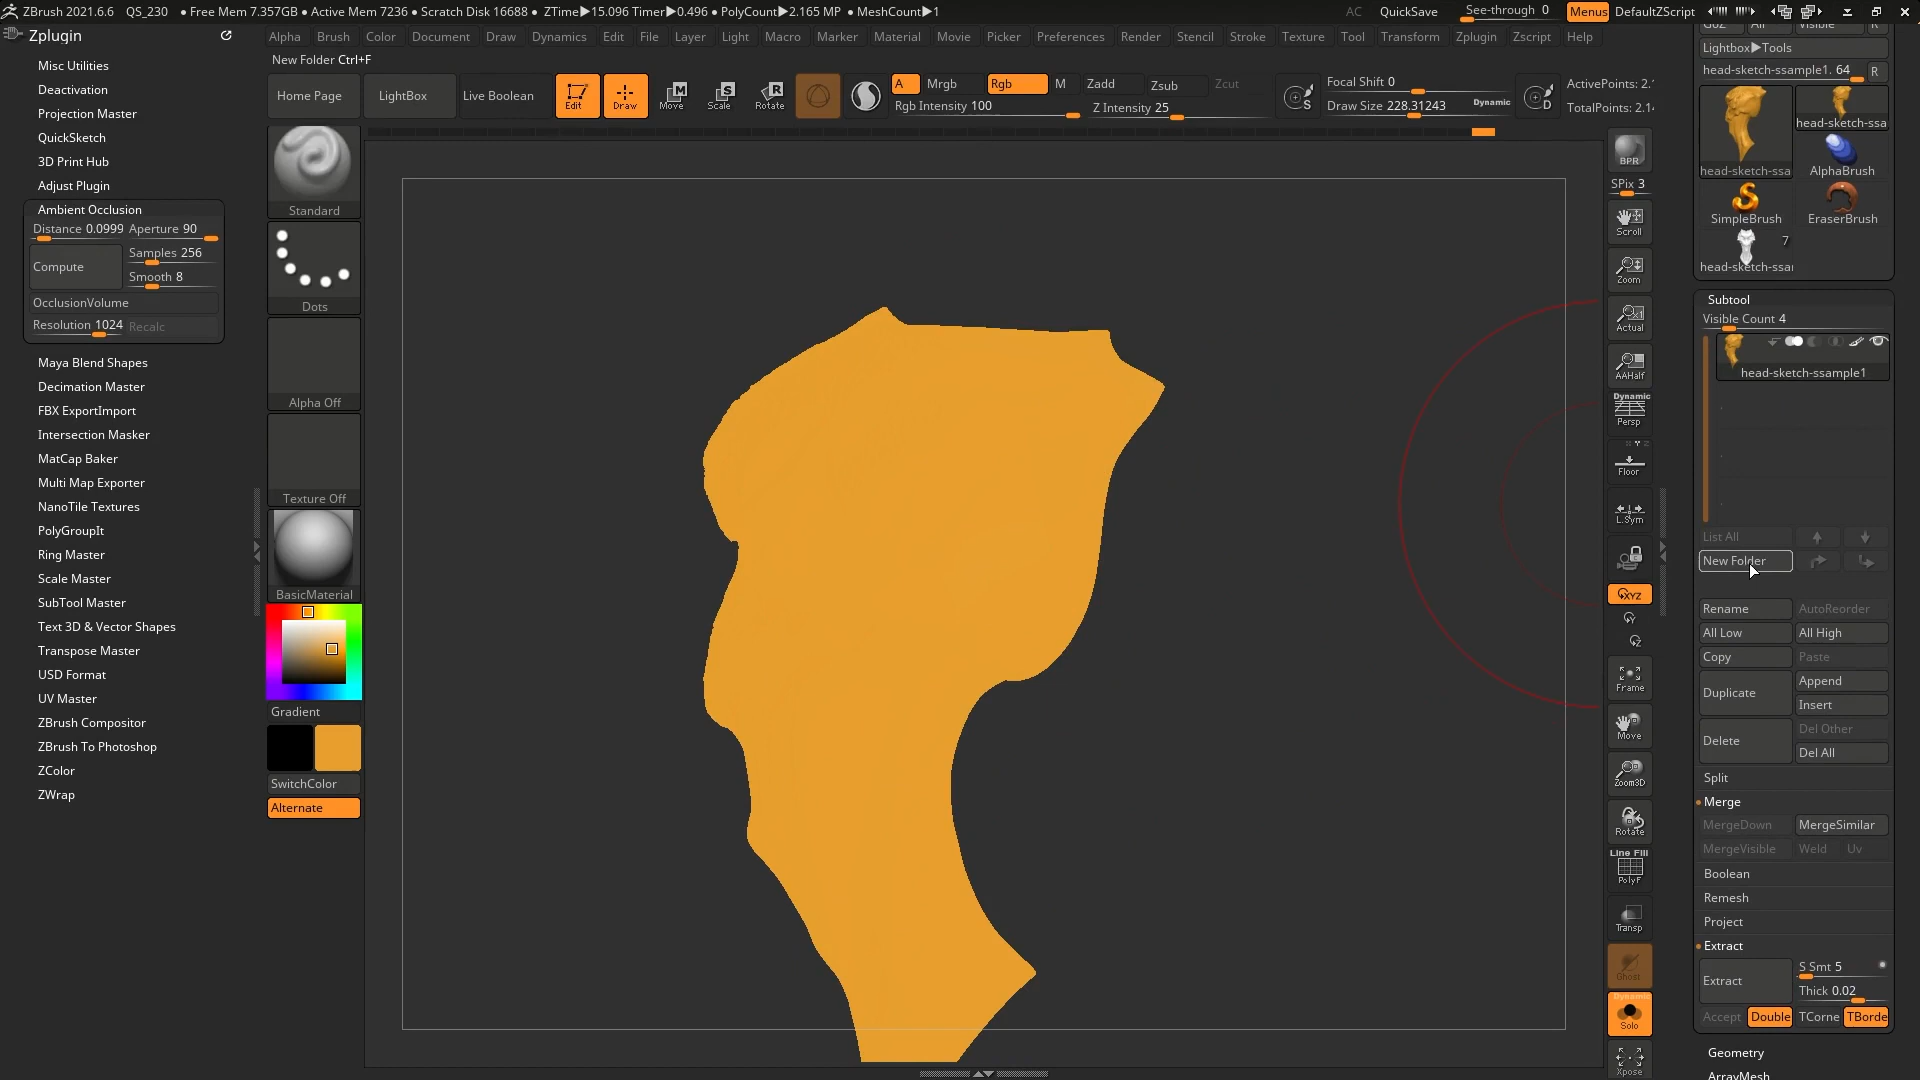 ZBrush 2021.6.6 QS_230 • Free Mem 7.357GB • Active Mem 7236 • Scratch Disk 16688 • ZTime▶15.096 Timer▶0.496 • PolyCount▶2.165 MP • MeshCount▶1
AC QuickSave See-through 0 Menus DefaultZScript
Zplugin
Alpha Brush Color Document Draw Dynamics Edit File Layer Light Macro Marker Material Movie Picker Preferences Render Stencil Stroke Texture Tool Transform Zplugin Zscript Help
New Folder Ctrl+F
Home Page LightBox Live Boolean Edit Draw Move Scale Rotate
A Mrgb Rgb M Zadd Zsub Zcut
Rgb Intensity 100 Z Intensity 25
Focal Shift 0
Draw Size 228.31243 Dynamic
ActivePoints: 2.
TotalPoints: 2.1
Misc Utilities
Deactivation
Projection Master
QuickSketch
3D Print Hub
Adjust Plugin
Ambient Occlusion
Distance 0.0999 Aperture 90
Compute
Samples 256
Smooth 8
OcclusionVolume
Resolution 1024 Recalc
Maya Blend Shapes
Decimation Master
FBX ExportImport
Intersection Masker
MatCap Baker
Multi Map Exporter
NanoTile Textures
PolyGroupIt
Ring Master
Scale Master
SubTool Master
Text 3D & Vector Shapes
Transpose Master
USD Format
UV Master
ZBrush Compositor
ZBrush To Photoshop
ZColor
ZWrap
Standard
Dots
Alpha Off
Texture Off
BasicMaterial
Gradient
SwitchColor
Alternate
BPR
SPix 3
Scroll
Zoom
Actual
AAHalf
Dynamic
Persp
Floor
L.Sym
XYZ
Y
Z
Frame
Move
Zoom3D
Rotate
Line Fill
PolyF
Transp
Ghost
Dynamic
Solo
Xpose
GoZ All Visible R
Lightbox▶Tools
head-sketch-ssample1. 64 R
head-sketch-ssa
head-sketch-ssa
AlphaBrush
SimpleBrush EraserBrush
7
head-sketch-ssa
Subtool
Visible Count 4
head-sketch-ssample1
List All
New Folder
Rename AutoReorder
All Low All High
Copy Paste
Duplicate Append
Insert
Delete Del Other
Del All
Split
Merge
MergeDown MergeSimilar
MergeVisible Weld Uv
Boolean
Remesh
Project
Extract
Extract S Smt 5
Thick 0.02
Accept Double TCorne TBorde
Geometry
ArrayMesh